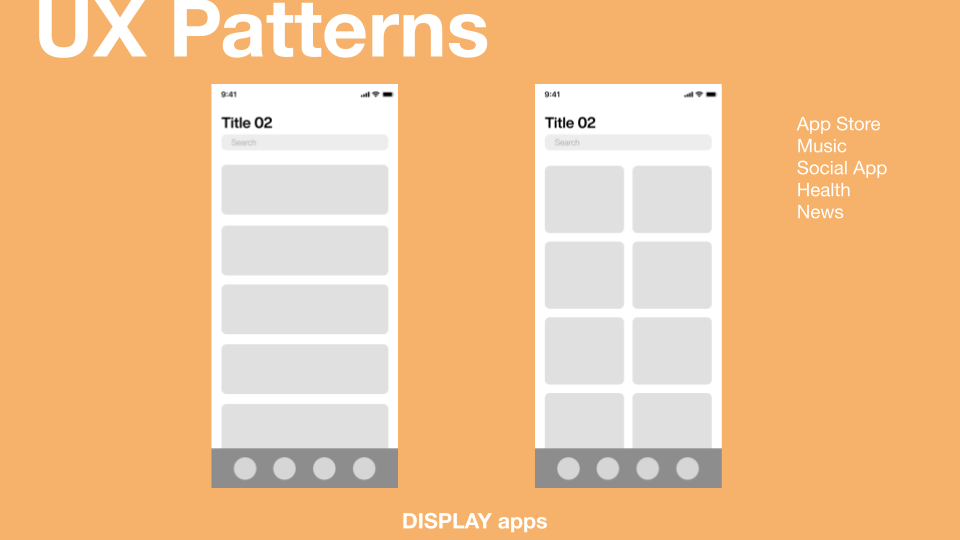 UX Patterns
9:41
Title 02
Search
9:41
Title 02
Search
App Store
Music
Social App
Health
News
DISPLAY apps